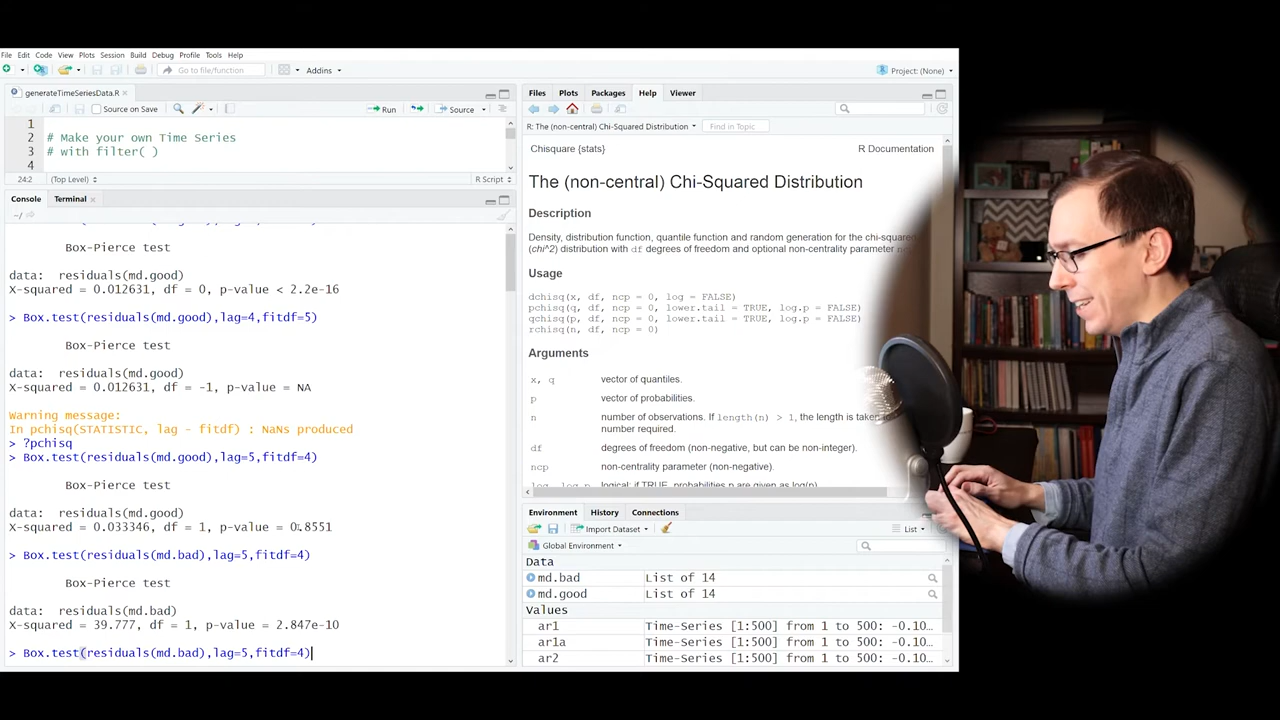 File Edit Code View Plots Session Build Debug Profile Tools Help
Go to file/function
Addins
Project: (None)
generateTimeSeriesData.R
Source on Save
Run
Source
1
2 # Make your own Time Series
3 # with filter( )
4
24:2 (Top Level) R Script
Console Terminal
~/
Box-Pierce test
data: residuals(md.good)
X-squared = 0.012631, df = 0, p-value < 2.2e-16
> Box.test(residuals(md.good),lag=4,fitdf=5)
Box-Pierce test
data: residuals(md.good)
X-squared = 0.012631, df = -1, p-value = NA
Warning message:
In pchisq(STATISTIC, lag - fitdf) : NaNs produced
> ?pchisq
> Box.test(residuals(md.good),lag=5,fitdf=4)
Box-Pierce test
data: residuals(md.good)
X-squared = 0.033346, df = 1, p-value = 0.8551
> Box.test(residuals(md.bad),lag=5,fitdf=4)
Box-Pierce test
data: residuals(md.bad)
X-squared = 39.777, df = 1, p-value = 2.847e-10
> Box.test(residuals(md.bad),lag=5,fitdf=4)
Files Plots Packages Help Viewer
R: The (non-central) Chi-Squared Distribution
Find in Topic
Chisquare {stats} R Documentation
The (non-central) Chi-Squared Distribution
Description
Density, distribution function, quantile function and random generation for the chi-squared
(chi^2) distribution with df degrees of freedom and optional non-centrality parameter
Usage
dchisq(x, df, ncp = 0, log = FALSE)
pchisq(q, df, ncp = 0, lower.tail = TRUE, log.p = FALSE)
qchisq(p, df, ncp = 0, lower.tail = TRUE, log.p = FALSE)
rchisq(n, df, ncp = 0)
Arguments
x, q vector of quantiles.
p vector of probabilities.
n number of observations. If length(n) > 1, the length is taken
number required.
df degrees of freedom (non-negative, but can be non-integer).
ncp non-centrality parameter (non-negative).
log, log.p logical; if TRUE, probabilities p are given as log(p).
Environment History Connections
Import Dataset
List
Global Environment
Data
md.bad List of 14
md.good List of 14
Values
ar1 Time-Series [1:500] from 1 to 500: -0.10…
ar1a Time-Series [1:500] from 1 to 500: -0.10…
ar2 Time-Series [1:500] from 1 to 500: -0.10…